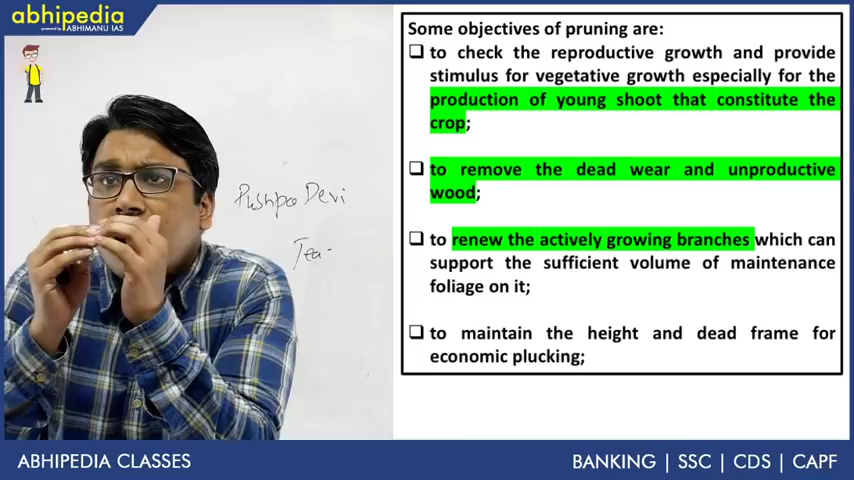 abhipedia
powered by ABHIMANU IAS
Pushpa Devi
Tea-
Some objectives of pruning are:
❑ to check the reproductive growth and provide
stimulus for vegetative growth especially for the
production of young shoot that constitute the
crop;
❑ to remove the dead wear and unproductive
wood;
❑ to renew the actively growing branches which can
support the sufficient volume of maintenance
foliage on it;
❑ to maintain the height and dead frame for
economic plucking;
ABHIPEDIA CLASSES
BANKING | SSC | CDS | CAPF